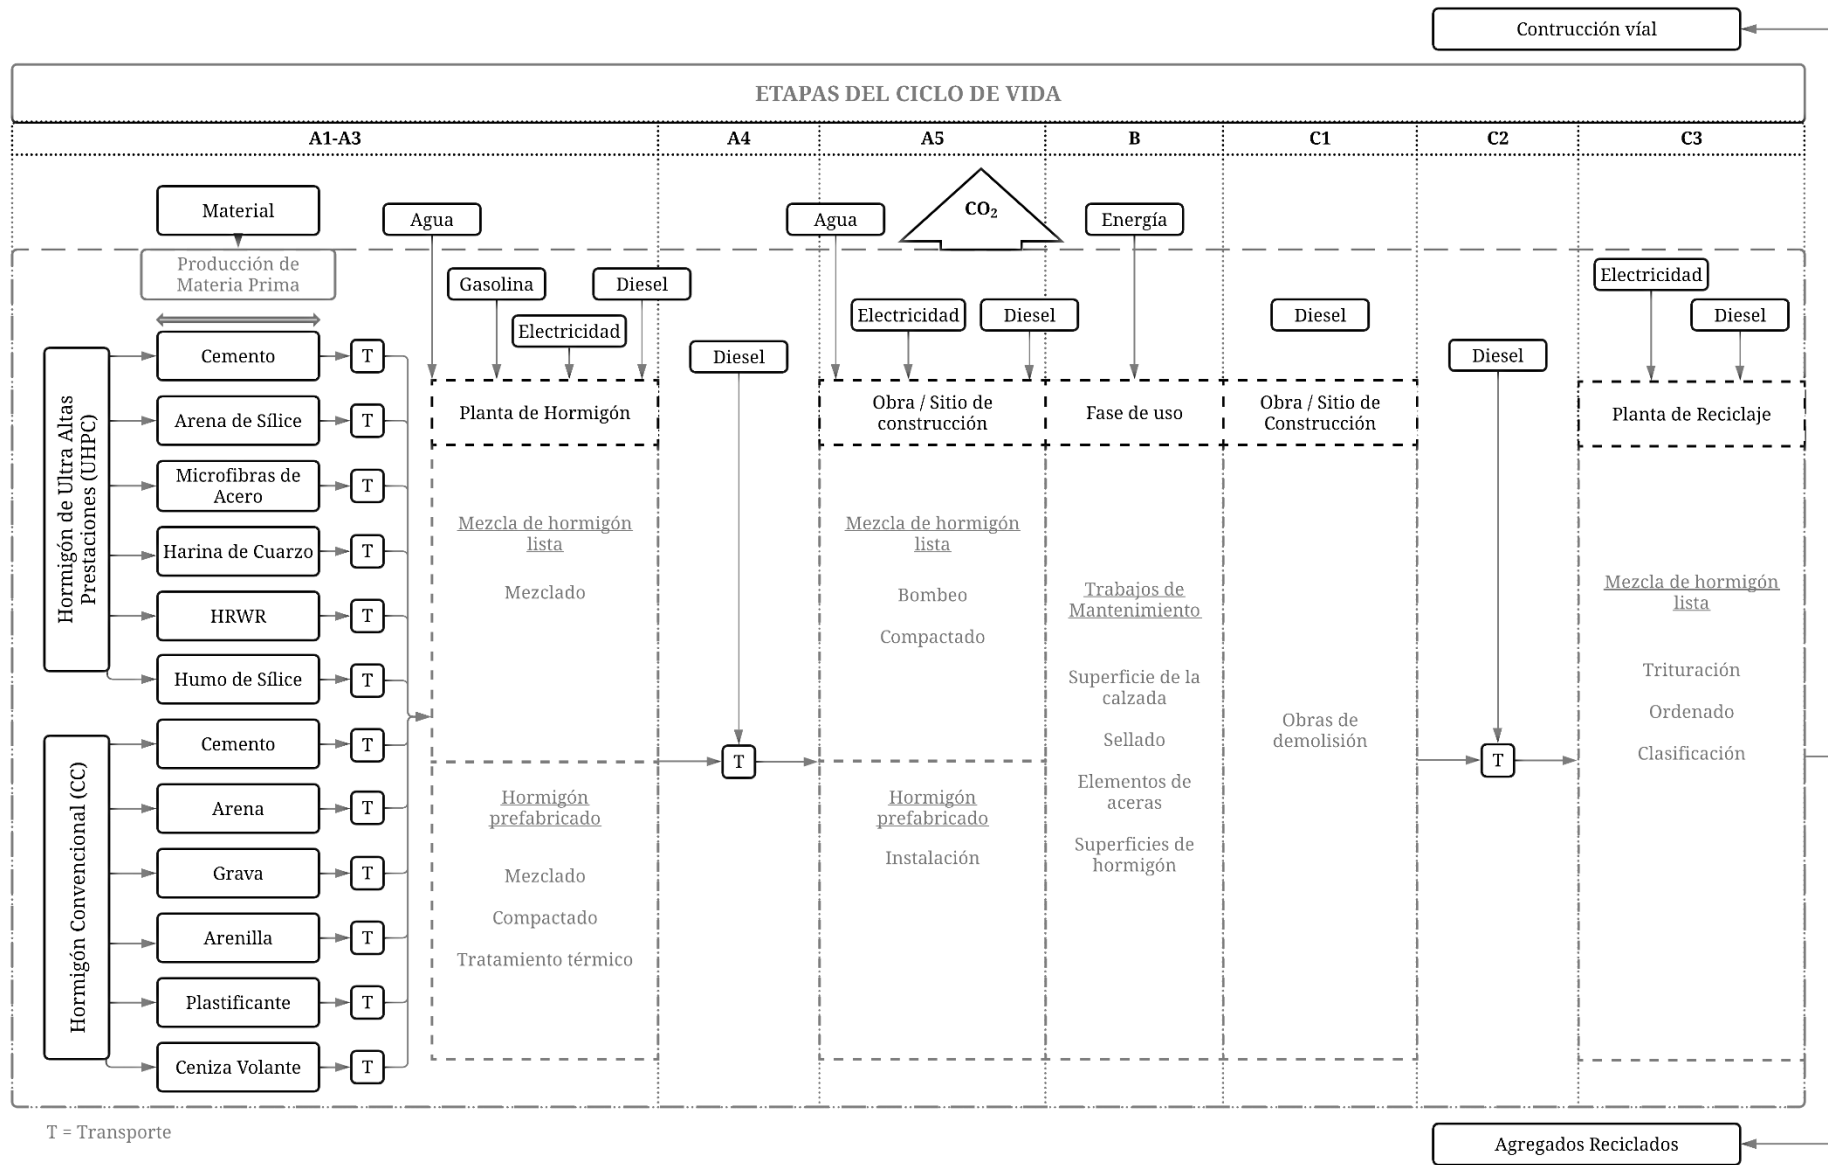 Contrucción víal
ETAPAS DEL CICLO DE VIDA
A1-A3
A4
A5
B
C1
C2
C3
Material
Agua
Agua
CO₂
Energía
Producción de
Materia Prima
Gasolina
Diesel
Electricidad
Electricidad
Diesel
Diesel
Electricidad
Diesel
Diesel
Diesel
Hormigón de Ultra Altas
Prestaciones (UHPC)
Cemento
T
Arena de Sílice
T
Microfibras de
Acero
T
Harina de Cuarzo
T
HRWR
T
Humo de Sílice
T
Hormigón Convencional (CC)
Cemento
T
Arena
T
Grava
T
Arenilla
T
Plastificante
T
Ceniza Volante
T
Planta de Hormigón
Mezcla de hormigón
lista
Mezclado
Hormigón
prefabricado
Mezclado
Compactado
Tratamiento térmico
T
Obra / Sitio de
construcción
Mezcla de hormigón
lista
Bombeo
Compactado
Hormigón
prefabricado
Instalación
Fase de uso
Trabajos de
Mantenimiento
Superficie de la
calzada
Sellado
Elementos de
aceras
Superficies de
hormigón
Obra / Sitio de
Construcción
Obras de
demolisión
T
Planta de Reciclaje
Mezcla de hormigón
lista
Trituración
Ordenado
Clasificación
T = Transporte
Agregados Reciclados